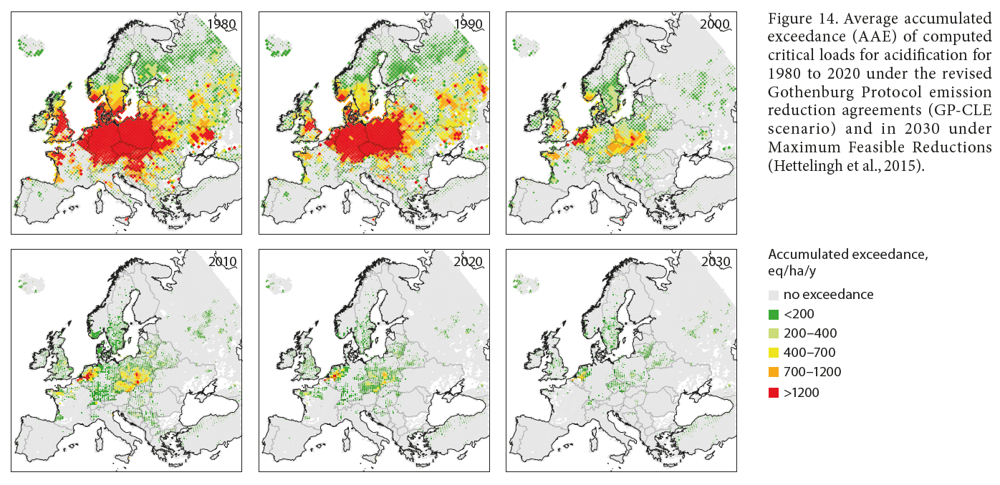 1980
1990
2000
Figure 14. Average accumulated
exceedance (AAE) of computed
critical loads for acidification for
1980 to 2020 under the revised
Gothenburg Protocol emission
reduction agreements (GP-CLE
scenario) and in 2030 under
Maximum Feasible Reductions
(Hettelingh et al., 2015).
2010
2020
2030
Accumulated exceedance,
eq/ha/y
no exceedance
<200
200–400
400–700
700–1200
>1200